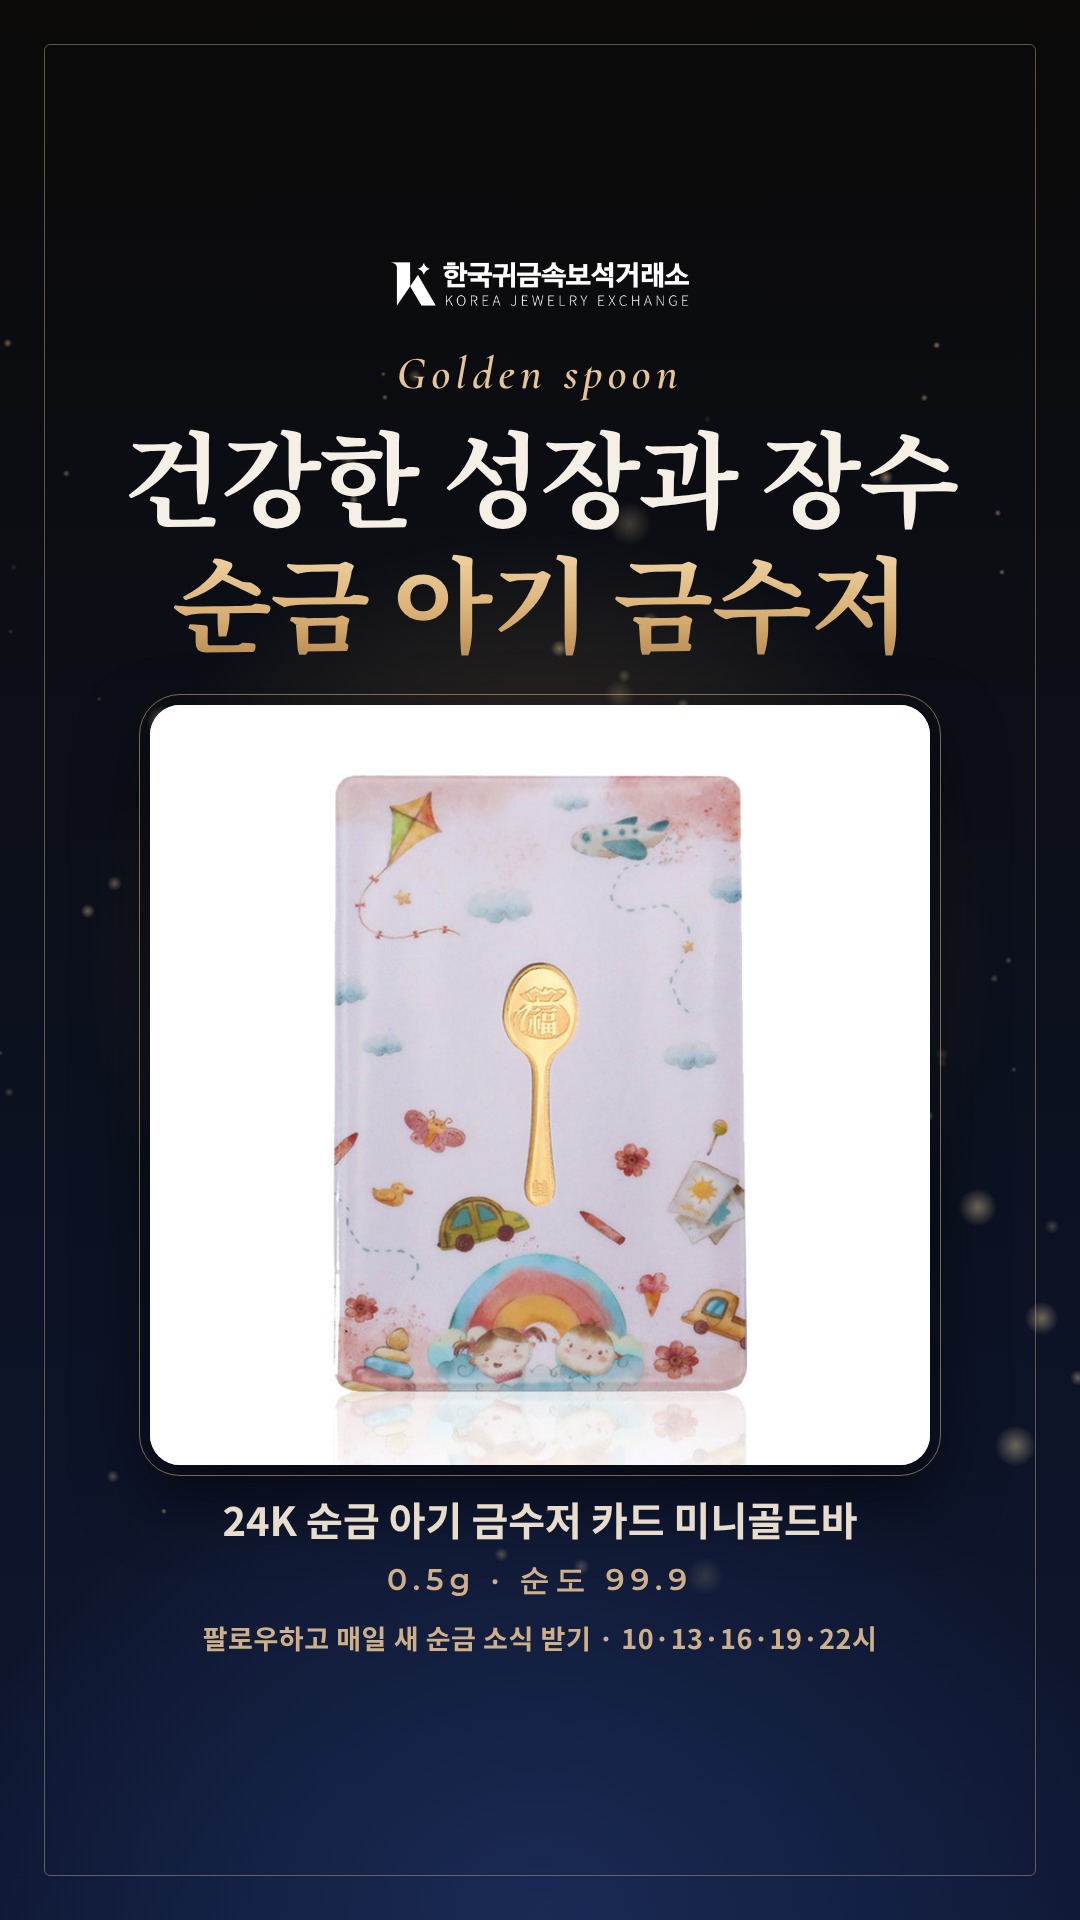 한국귀금속보석거래소
KOREA JEWELRY EXCHANGE
Golden spoon
건강한 성장과 장수
순금 아기 금수저
福
24K 순금 아기 금수저 카드 미니골드바
0.5g · 순도 99.9
팔로우하고 매일 새 순금 소식 받기 · 10·13·16·19·22시